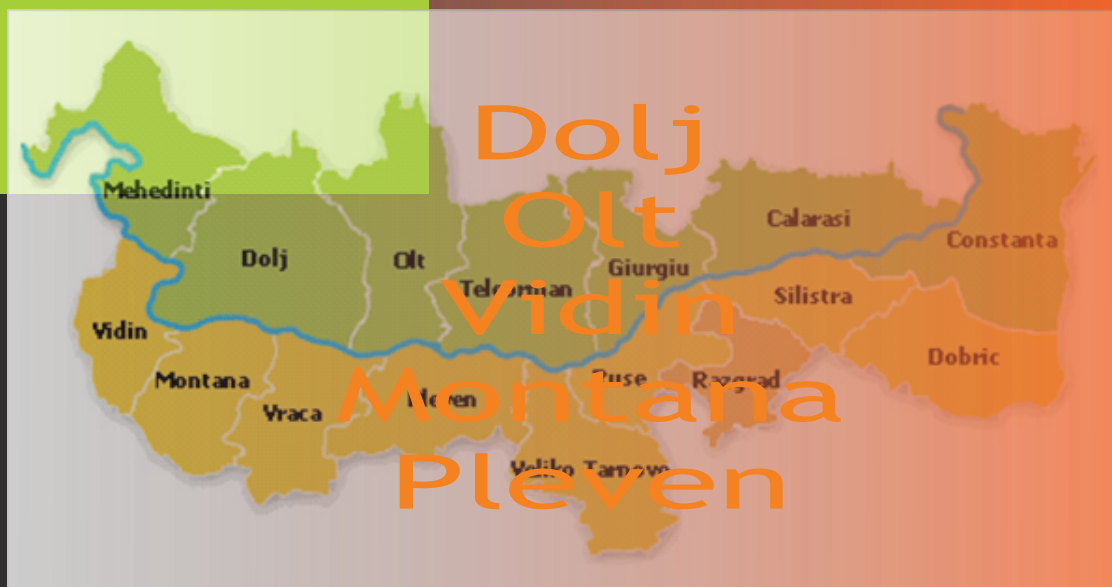 Dolj
Olt
Vidin
Montana
Pleven
Mehedinti
Dolj
Olt
Teleorman
Giurgiu
Calarasi
Constanta
Vidin
Montana
Vraca
Pleven
Ruse
Razgrad
Silistra
Dobric
Veliko Tarnovo